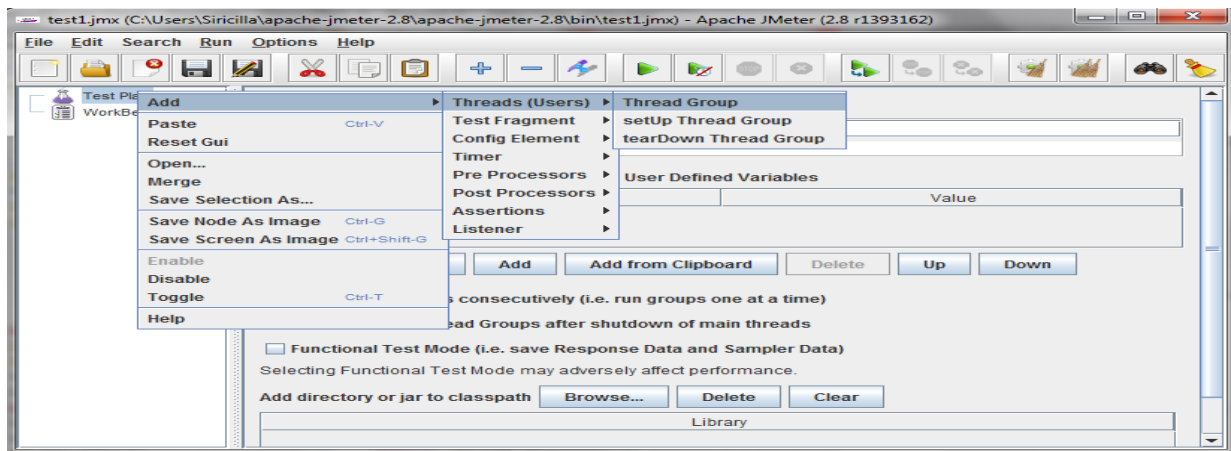 test1.jmx (C:\Users\Siricilla\apache-jmeter-2.8\apache-jmeter-2.8\bin\test1.jmx) - Apache JMeter (2.8 r1393162)
File Edit Search Run Options Help
Test Pla
WorkBe
Add
Paste Ctrl-V
Reset Gui
Open...
Merge
Save Selection As...
Save Node As Image Ctrl-G
Save Screen As Image Ctrl+Shift-G
Enable
Disable
Toggle Ctrl-T
Help
Threads (Users)
Test Fragment
Config Element
Timer
Pre Processors
Post Processors
Assertions
Listener
Thread Group
setUp Thread Group
tearDown Thread Group
User Defined Variables
Value
Add Add from Clipboard Delete Up Down
consecutively (i.e. run groups one at a time)
ad Groups after shutdown of main threads
Functional Test Mode (i.e. save Response Data and Sampler Data)
Selecting Functional Test Mode may adversely affect performance.
Add directory or jar to classpath Browse... Delete Clear
Library